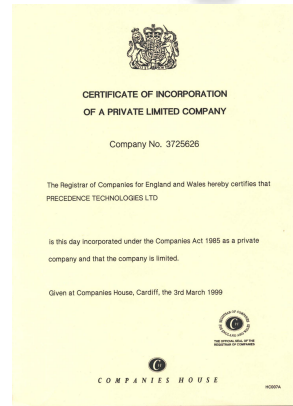 CERTIFICATE OF INCORPORATION
OF A PRIVATE LIMITED COMPANY
Company No. 3725626
The Registrar of Companies for England and Wales hereby certifies that
PRECEDENCE TECHNOLOGIES LTD
is this day incorporated under the Companies Act 1985 as a private
company and that the company is limited.
Given at Companies House, Cardiff, the 3rd March 1999
THE OFFICIAL SEAL OF THE
REGISTRAR OF COMPANIES
COMPANIES HOUSE
HC007A